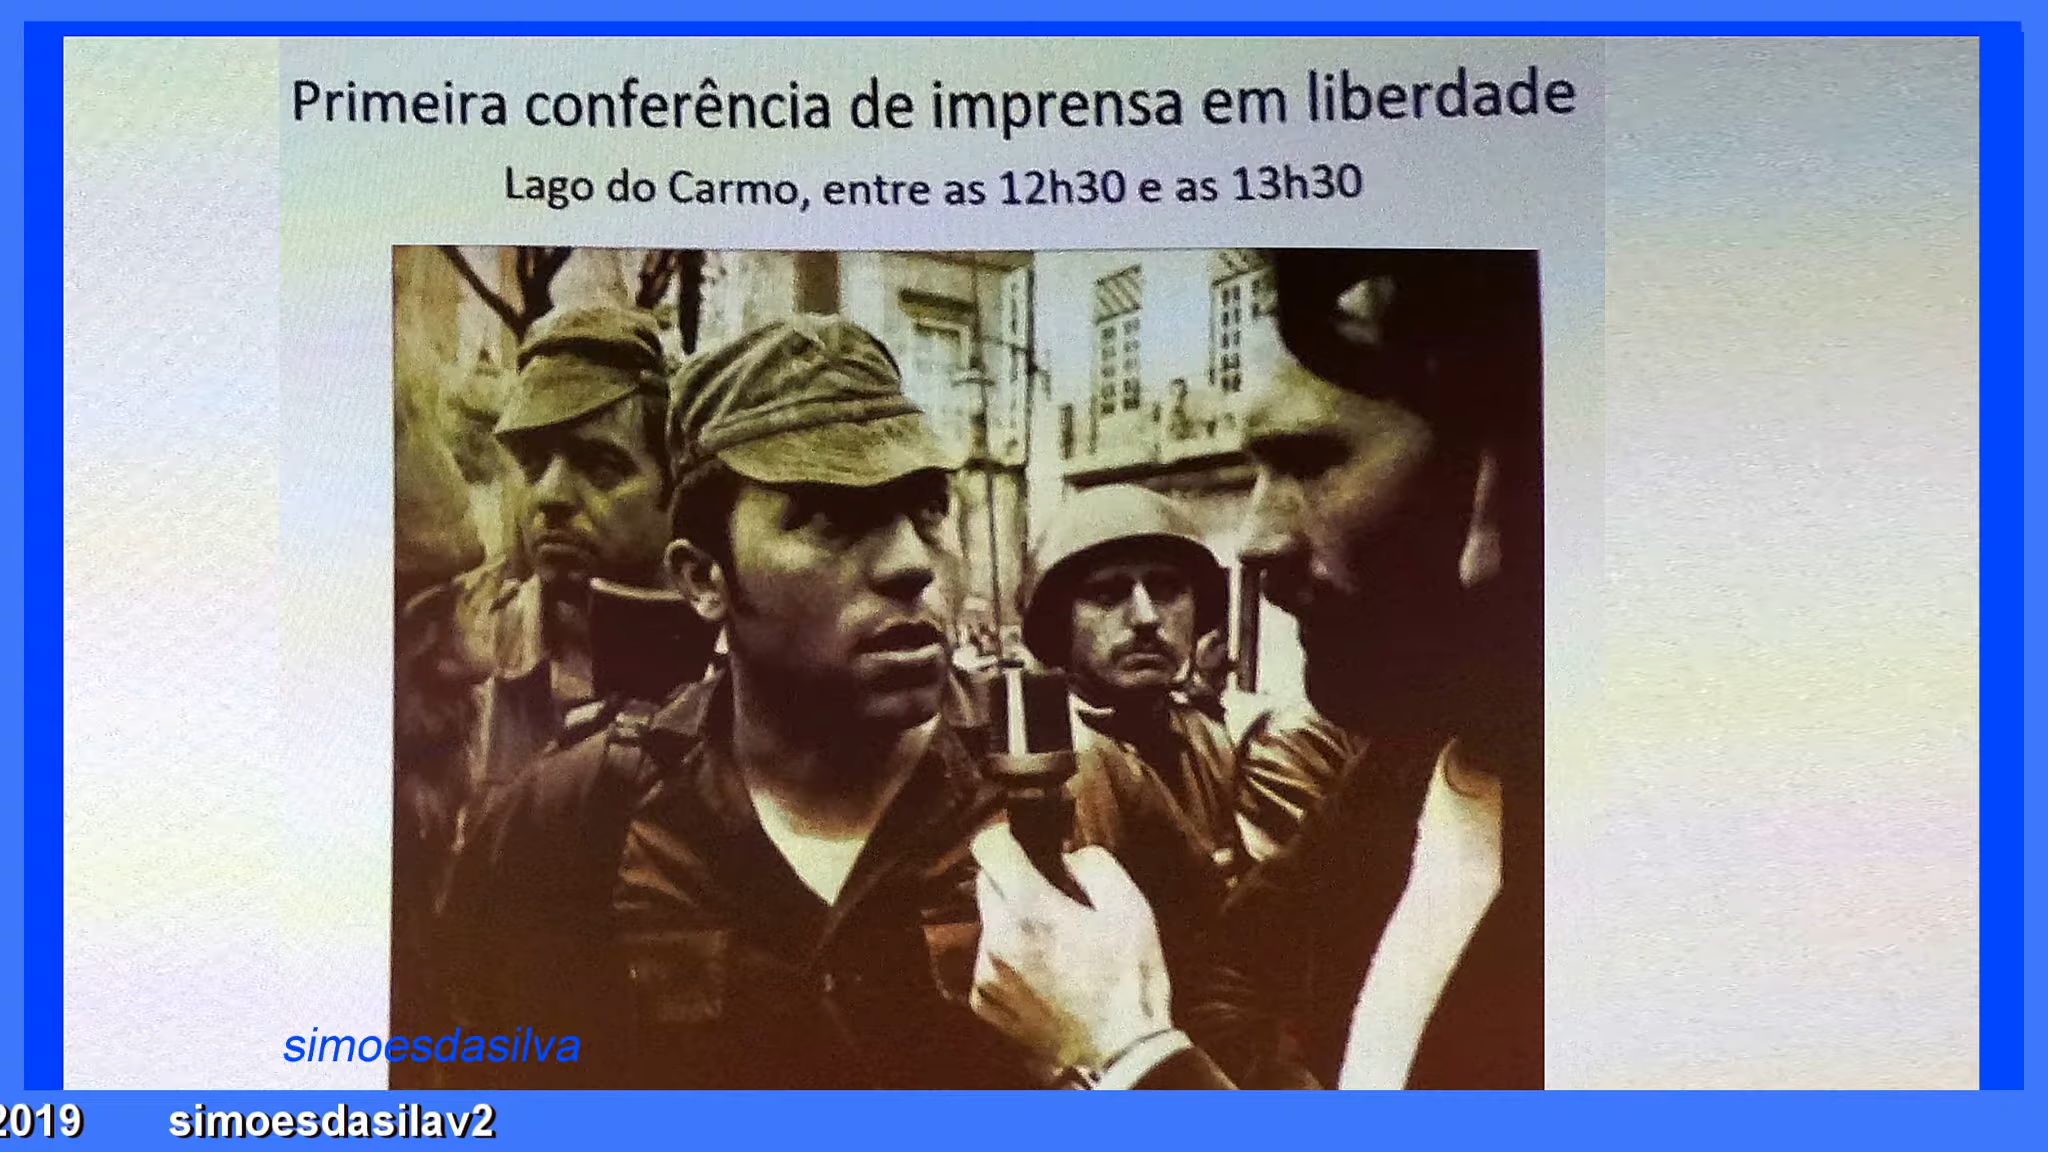 Primeira conferência de imprensa em liberdade
Lago do Carmo, entre as 12h30 e as 13h30
simoesdasilva
2019 simoesdasilav2